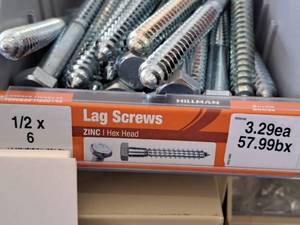 HILLMAN
1/2 x
6
Lag Screws
ZINC | Hex Head
3.29ea
57.99bx